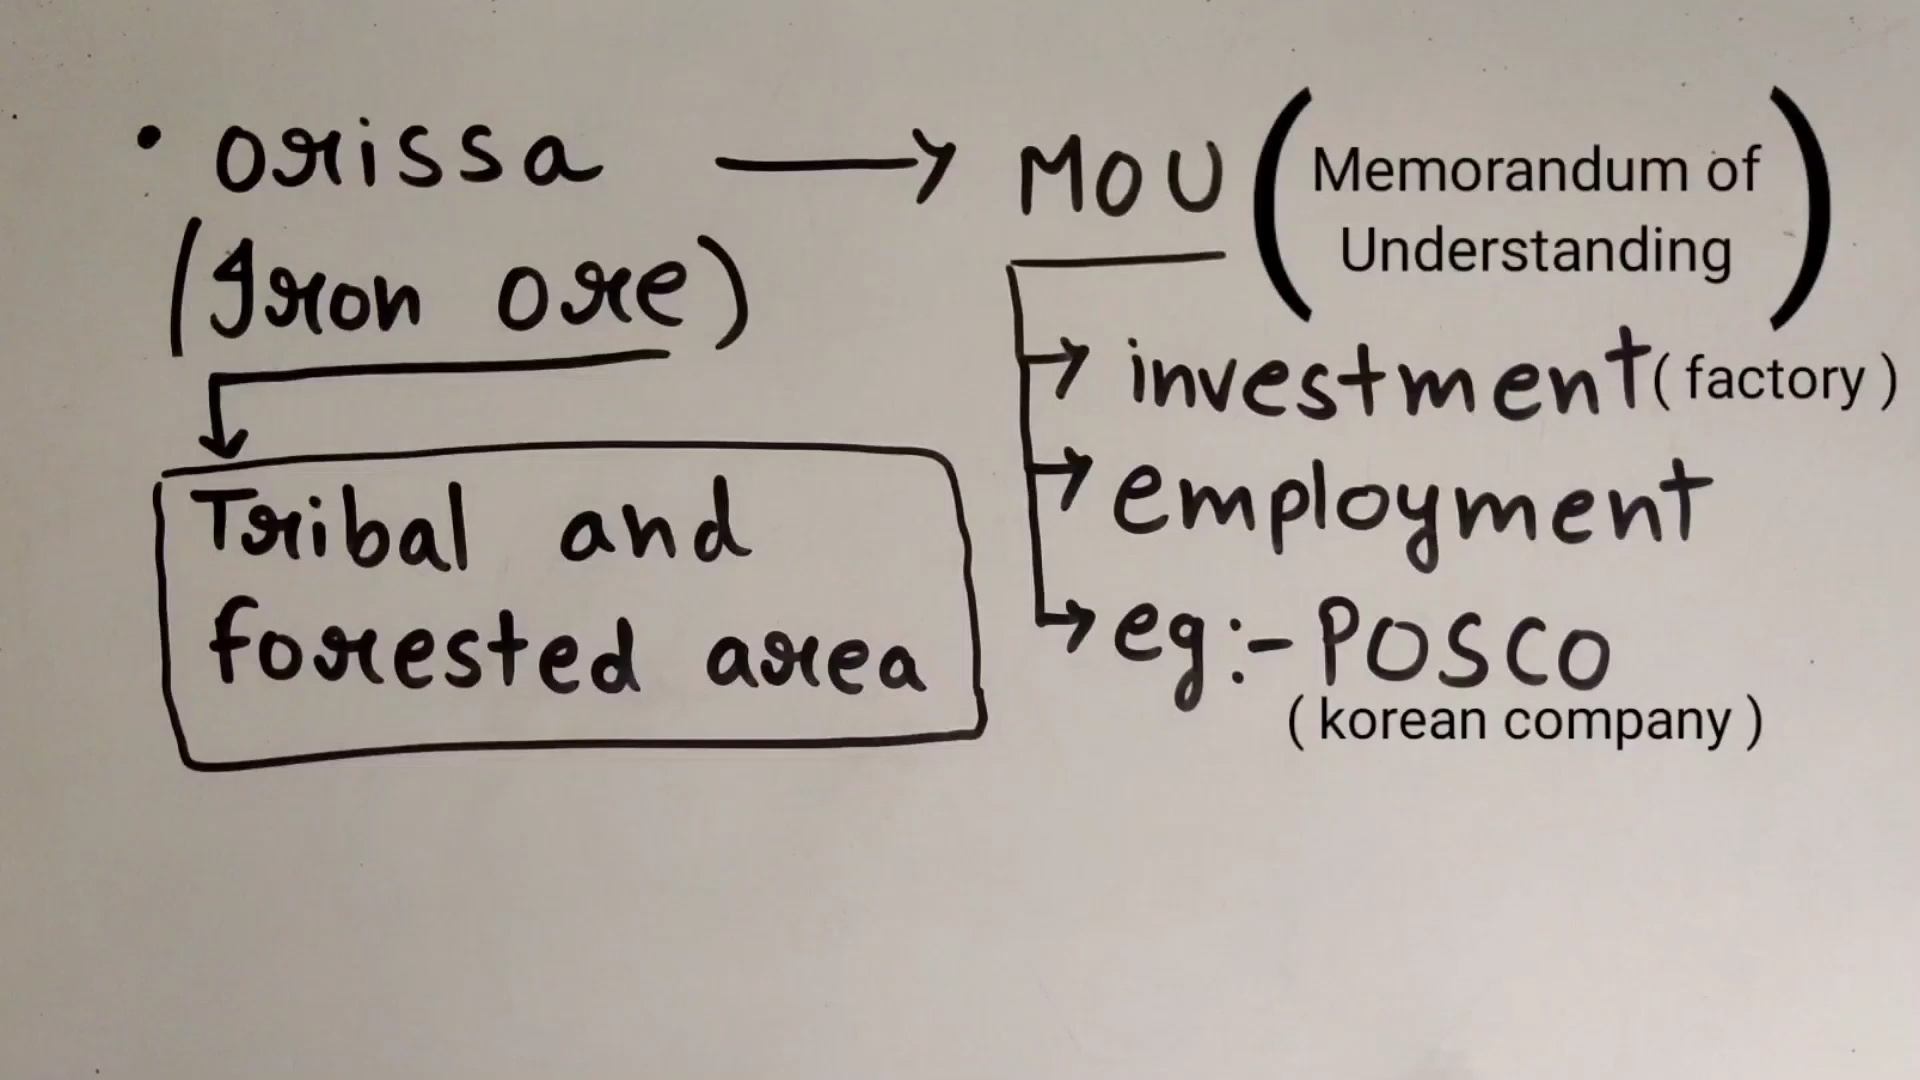 • orissa → MOU (Memorandum of Understanding)
(Iron ore)
Tribal and
forested area
→ investment (factory)
→ employment
→ eg:- POSCO
(korean company)